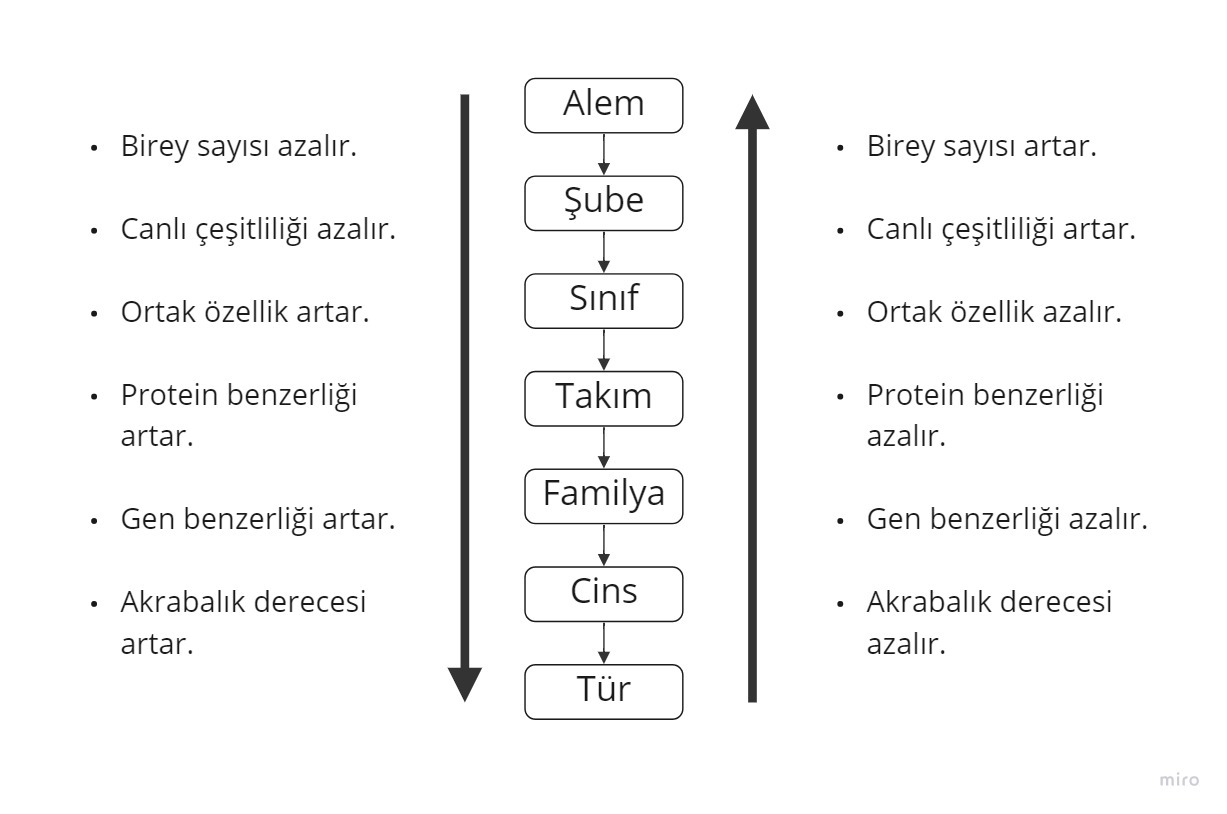 • Birey sayısı azalır.
• Canlı çeşitliliği azalır.
• Ortak özellik artar.
• Protein benzerliği
artar.
• Gen benzerliği artar.
• Akrabalık derecesi
artar.
Alem
Şube
Sınıf
Takım
Familya
Cins
Tür
• Birey sayısı artar.
• Canlı çeşitliliği artar.
• Ortak özellik azalır.
• Protein benzerliği
azalır.
• Gen benzerliği azalır.
• Akrabalık derecesi
azalır.
miro